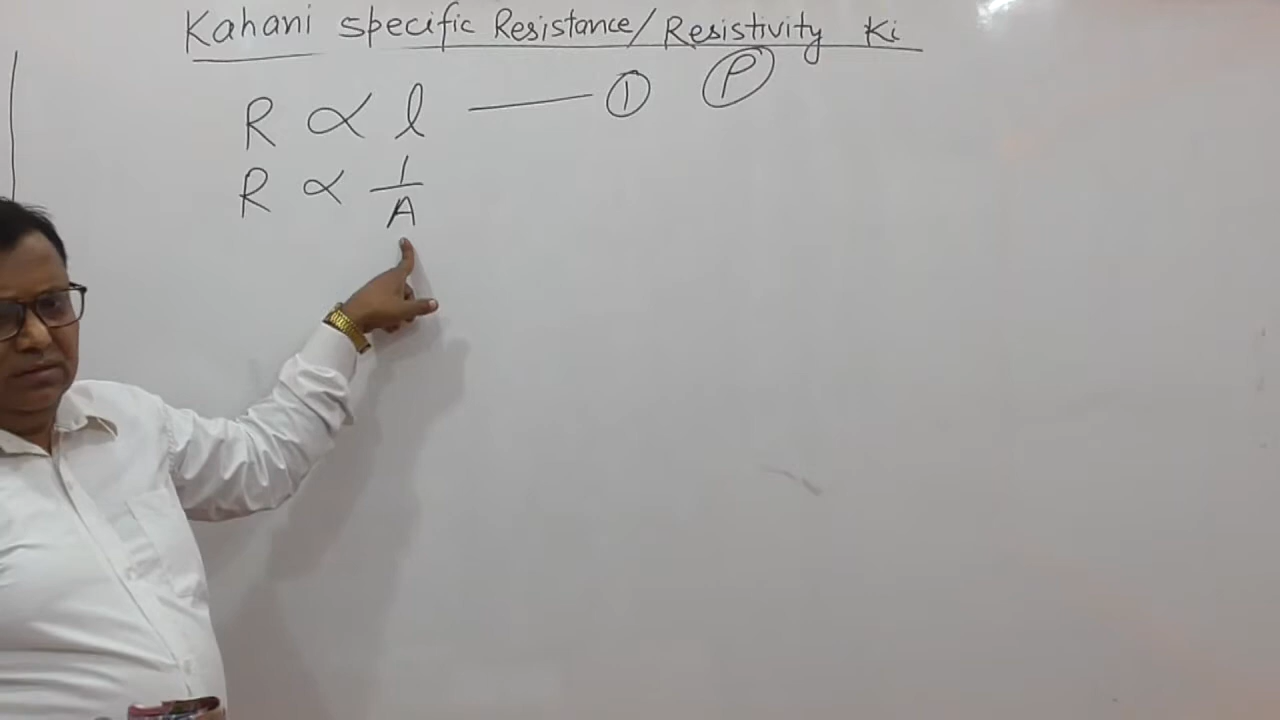 Kahani specific Resistance/Resistivity Ki
R ∝ l —— ① Ⓟ
R ∝ 1/A